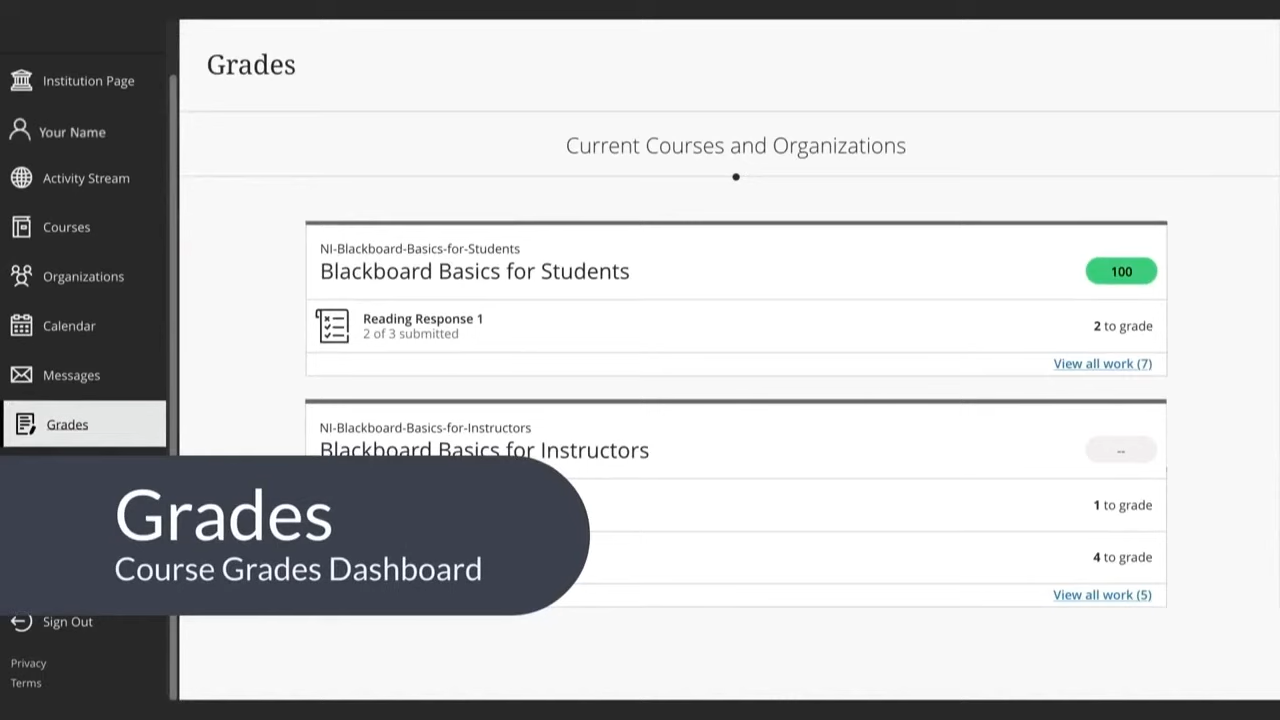 Grades
Current Courses and Organizations
Institution Page
Your Name
Activity Stream
Courses
Organizations
Calendar
Messages
Grades
Sign Out
Privacy
Terms
NI-Blackboard-Basics-for-Students
Blackboard Basics for Students
100
Reading Response 1
2 of 3 submitted
2 to grade
View all work (7)
NI-Blackboard-Basics-for-Instructors
Blackboard Basics for Instructors
--
1 to grade
4 to grade
View all work (5)
Grades
Course Grades Dashboard